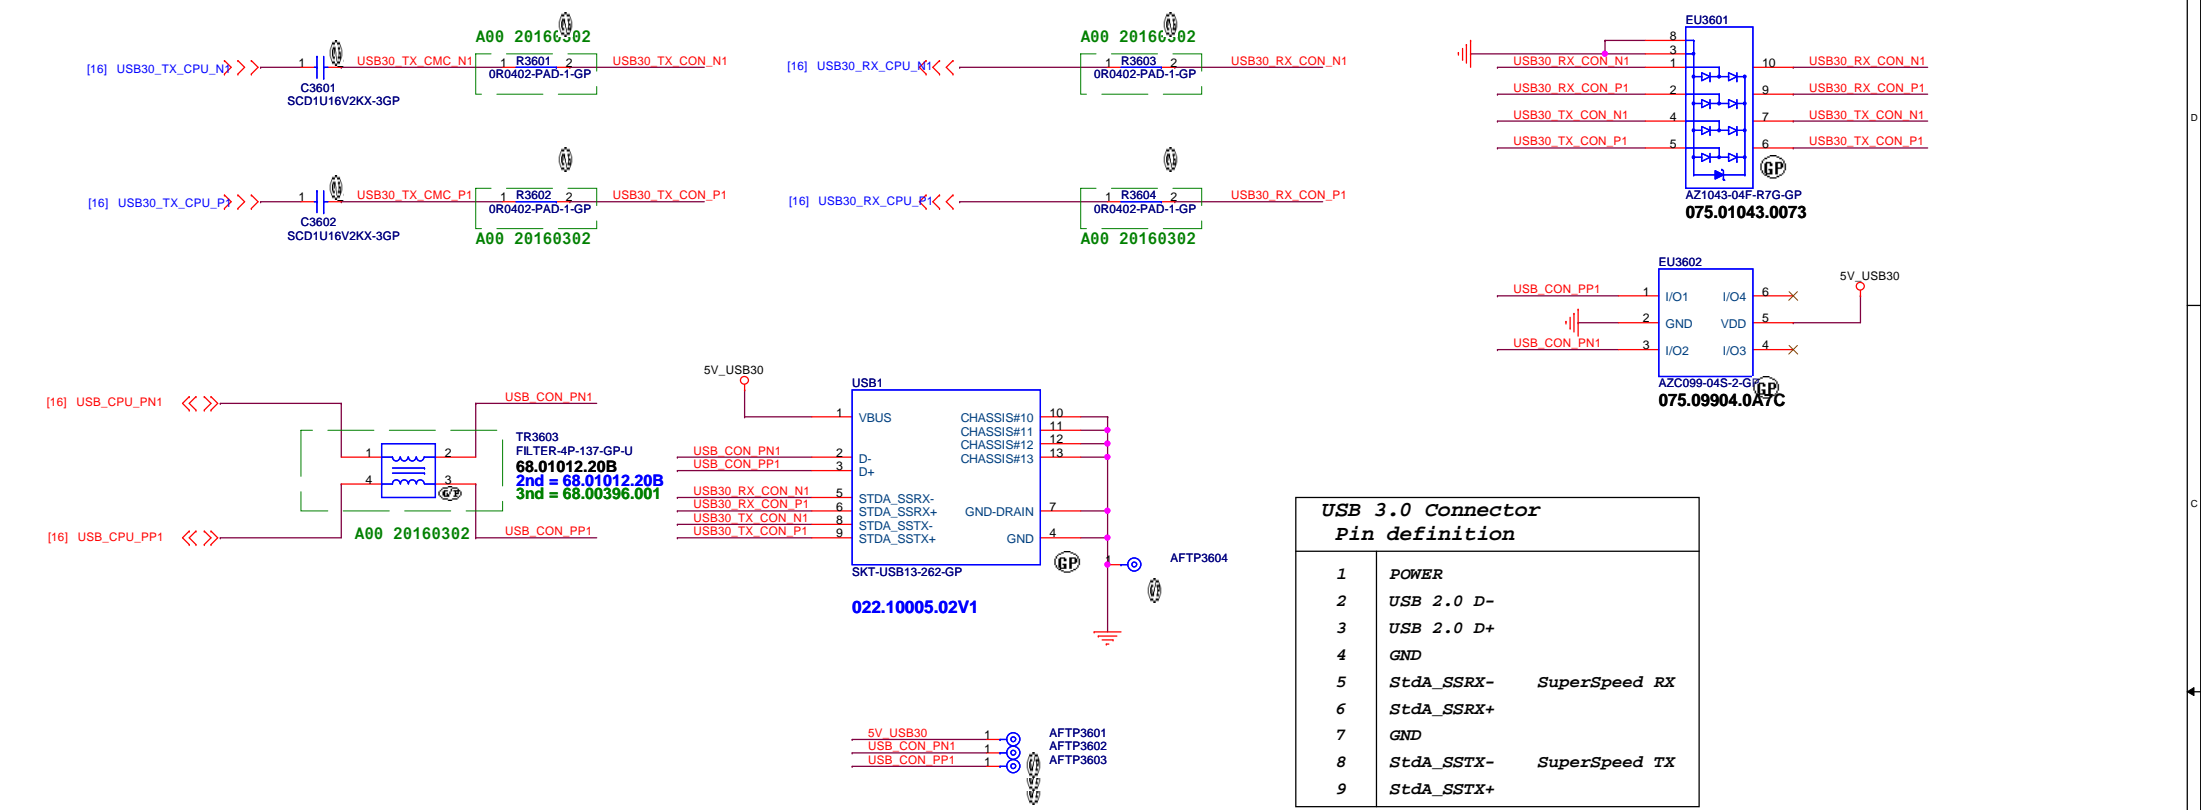 A00 20160302
[16] USB30_TX_CPU_N1
1
C3601
SCD1U16V2KX-3GP
USB30_TX_CMC_N1
1 R3601 2
0R0402-PAD-1-GP
USB30_TX_CON_N1
A00 20160302
[16] USB30_RX_CPU_N1
1 R3603 2
0R0402-PAD-1-GP
USB30_RX_CON_N1
[16] USB30_TX_CPU_P1
1
C3602
SCD1U16V2KX-3GP
USB30_TX_CMC_P1
1 R3602 2
0R0402-PAD-1-GP
USB30_TX_CON_P1
A00 20160302
[16] USB30_RX_CPU_P1
1 R3604 2
0R0402-PAD-1-GP
USB30_RX_CON_P1
A00 20160302
EU3601
8
3
USB30_RX_CON_N1 1 10 USB30_RX_CON_N1
USB30_RX_CON_P1 2 9 USB30_RX_CON_P1
USB30_TX_CON_N1 4 7 USB30_TX_CON_N1
USB30_TX_CON_P1 5 6 USB30_TX_CON_P1
GP
AZ1043-04F-R7G-GP
075.01043.0073
D
EU3602
5V_USB30
USB_CON_PP1 1 I/O1 I/O4 6
2 GND VDD 5
USB_CON_PN1 3 I/O2 I/O3 4
AZC099-04S-2-GP
GP
075.09904.0A7C
[16] USB_CPU_PN1
USB_CON_PN1
1 2
4 3
G/P
TR3603
FILTER-4P-137-GP-U
68.01012.20B
2nd = 68.01012.20B
3nd = 68.00396.001
[16] USB_CPU_PP1
A00 20160302
USB_CON_PP1
5V_USB30
USB1
1 VBUS CHASSIS#10 10
CHASSIS#11 11
CHASSIS#12 12
USB_CON_PN1 2 D- CHASSIS#13 13
USB_CON_PP1 3 D+
USB30_RX_CON_N1 5 STDA_SSRX-
USB30_RX_CON_P1 6 STDA_SSRX+ GND-DRAIN 7
USB30_TX_CON_N1 8 STDA_SSTX-
USB30_TX_CON_P1 9 STDA_SSTX+ GND 4
GP
1 AFTP3604
SKT-USB13-262-GP
022.10005.02V1
5V_USB30 1 AFTP3601
USB_CON_PN1 1 AFTP3602
USB_CON_PP1 1 AFTP3603
C
USB 3.0 Connector
Pin definition
1 POWER
2 USB 2.0 D-
3 USB 2.0 D+
4 GND
5 StdA_SSRX- SuperSpeed RX
6 StdA_SSRX+
7 GND
8 StdA_SSTX- SuperSpeed TX
9 StdA_SSTX+